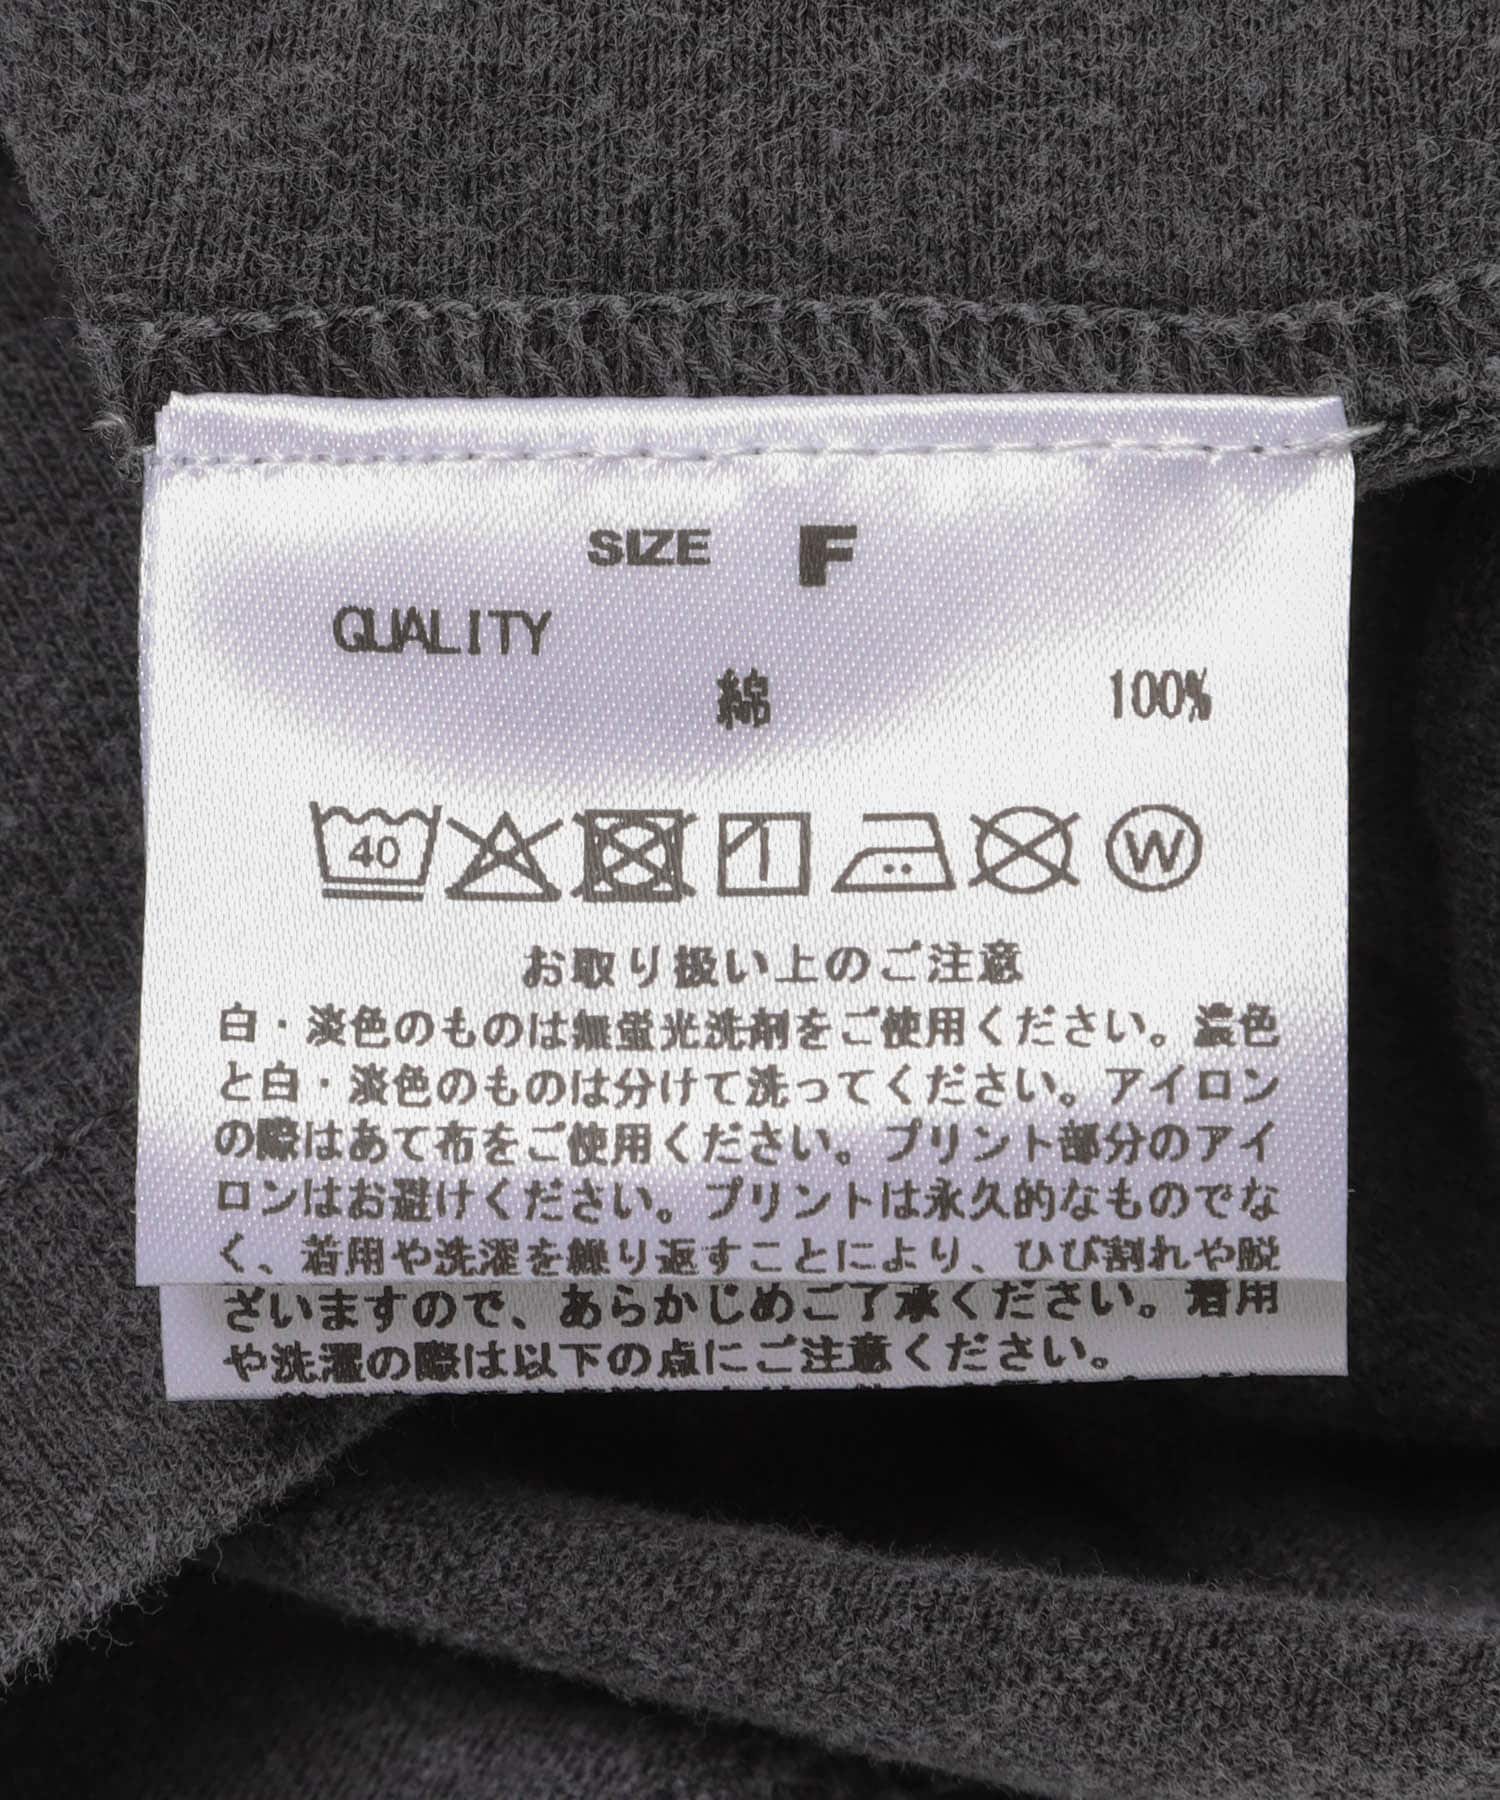 SIZE F
QUALITY
綿 100%
40
W
お取り扱い上のご注意
白・淡色のものは無蛍光洗剤をご使用ください。濃色
と白・淡色のものは分けて洗ってください。アイロン
の際はあて布をご使用ください。プリント部分のアイ
ロンはお避けください。プリントは永久的なものでな
く、着用や洗濯を繰り返すことにより、ひび割れや脱
ざいますので、あらかじめご了承ください。着用
や洗濯の際は以下の点にご注意ください。